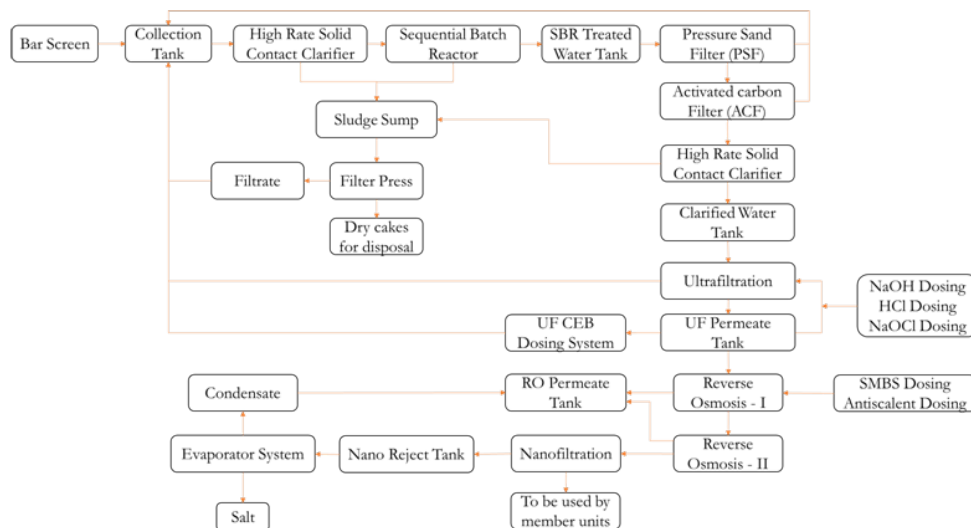 Bar Screen
Collection
Tank
High Rate Solid
Contact Clarifier
Sequential Batch
Reactor
SBR Treated
Water Tank
Pressure Sand
Filter (PSF)
Activated carbon
Filter (ACF)
Sludge Sump
High Rate Solid
Contact Clarifier
Filtrate
Filter Press
Clarified Water
Tank
Dry cakes
for disposal
Ultrafiltration
NaOH Dosing
HCl Dosing
NaOCl Dosing
UF CEB
Dosing System
UF Permeate
Tank
Condensate
RO Permeate
Tank
Reverse
Osmosis - I
SMBS Dosing
Antiscalent Dosing
Evaporator System
Nano Reject Tank
Nanofiltration
Reverse
Osmosis - II
Salt
To be used by
member units